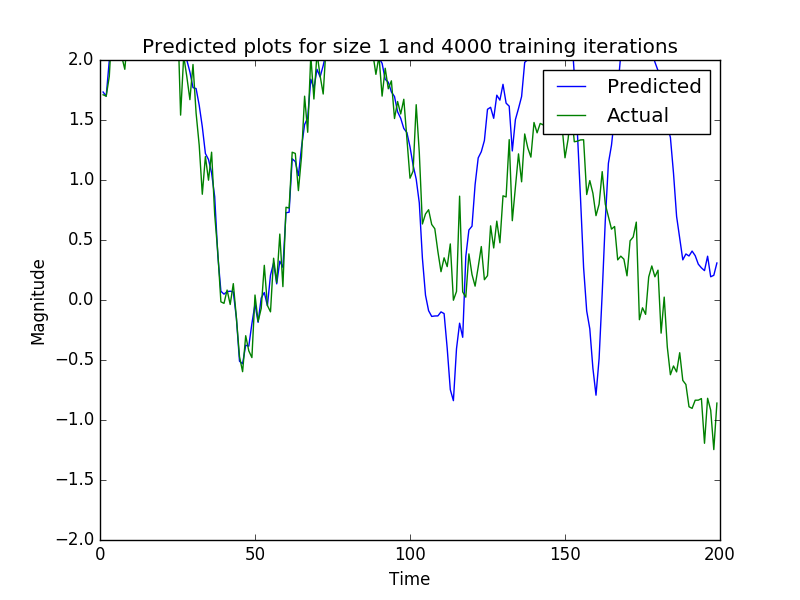 Predicted plots for size 1 and 4000 training iterations
Predicted
Actual
2.0
1.5
1.0
0.5
0.0
−0.5
−1.0
−1.5
−2.0
Magnitude
0
50
100
150
200
Time